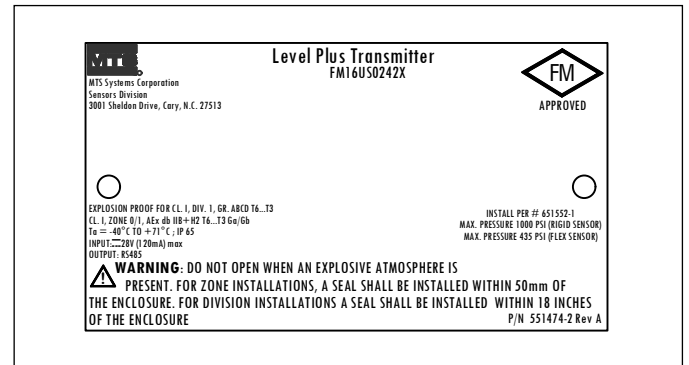 MTS
Level Plus Transmitter
FM16US0242X
FM
APPROVED
MTS Systems Corporation
Sensors Division
3001 Sheldon Drive, Cary, N.C. 27513
EXPLOSION PROOF FOR CL. I, DIV. 1, GR. ABCD T6...T3
CL. I, ZONE 0/1, AEx db IIB+H2 T6...T3 Ga/Gb
Ta = -40°C TO +71°C ; IP 65
INPUT:⎓28V (120mA) max
OUTPUT: RS485
INSTALL PER # 651552-1
MAX. PRESSURE 1000 PSI (RIGID SENSOR)
MAX. PRESSURE 435 PSI (FLEX SENSOR)
WARNING: DO NOT OPEN WHEN AN EXPLOSIVE ATMOSPHERE IS
PRESENT. FOR ZONE INSTALLATIONS, A SEAL SHALL BE INSTALLED WITHIN 50mm OF
THE ENCLOSURE. FOR DIVISION INSTALLATIONS A SEAL SHALL BE INSTALLED WITHIN 18 INCHES
OF THE ENCLOSURE
P/N 551474-2 Rev A